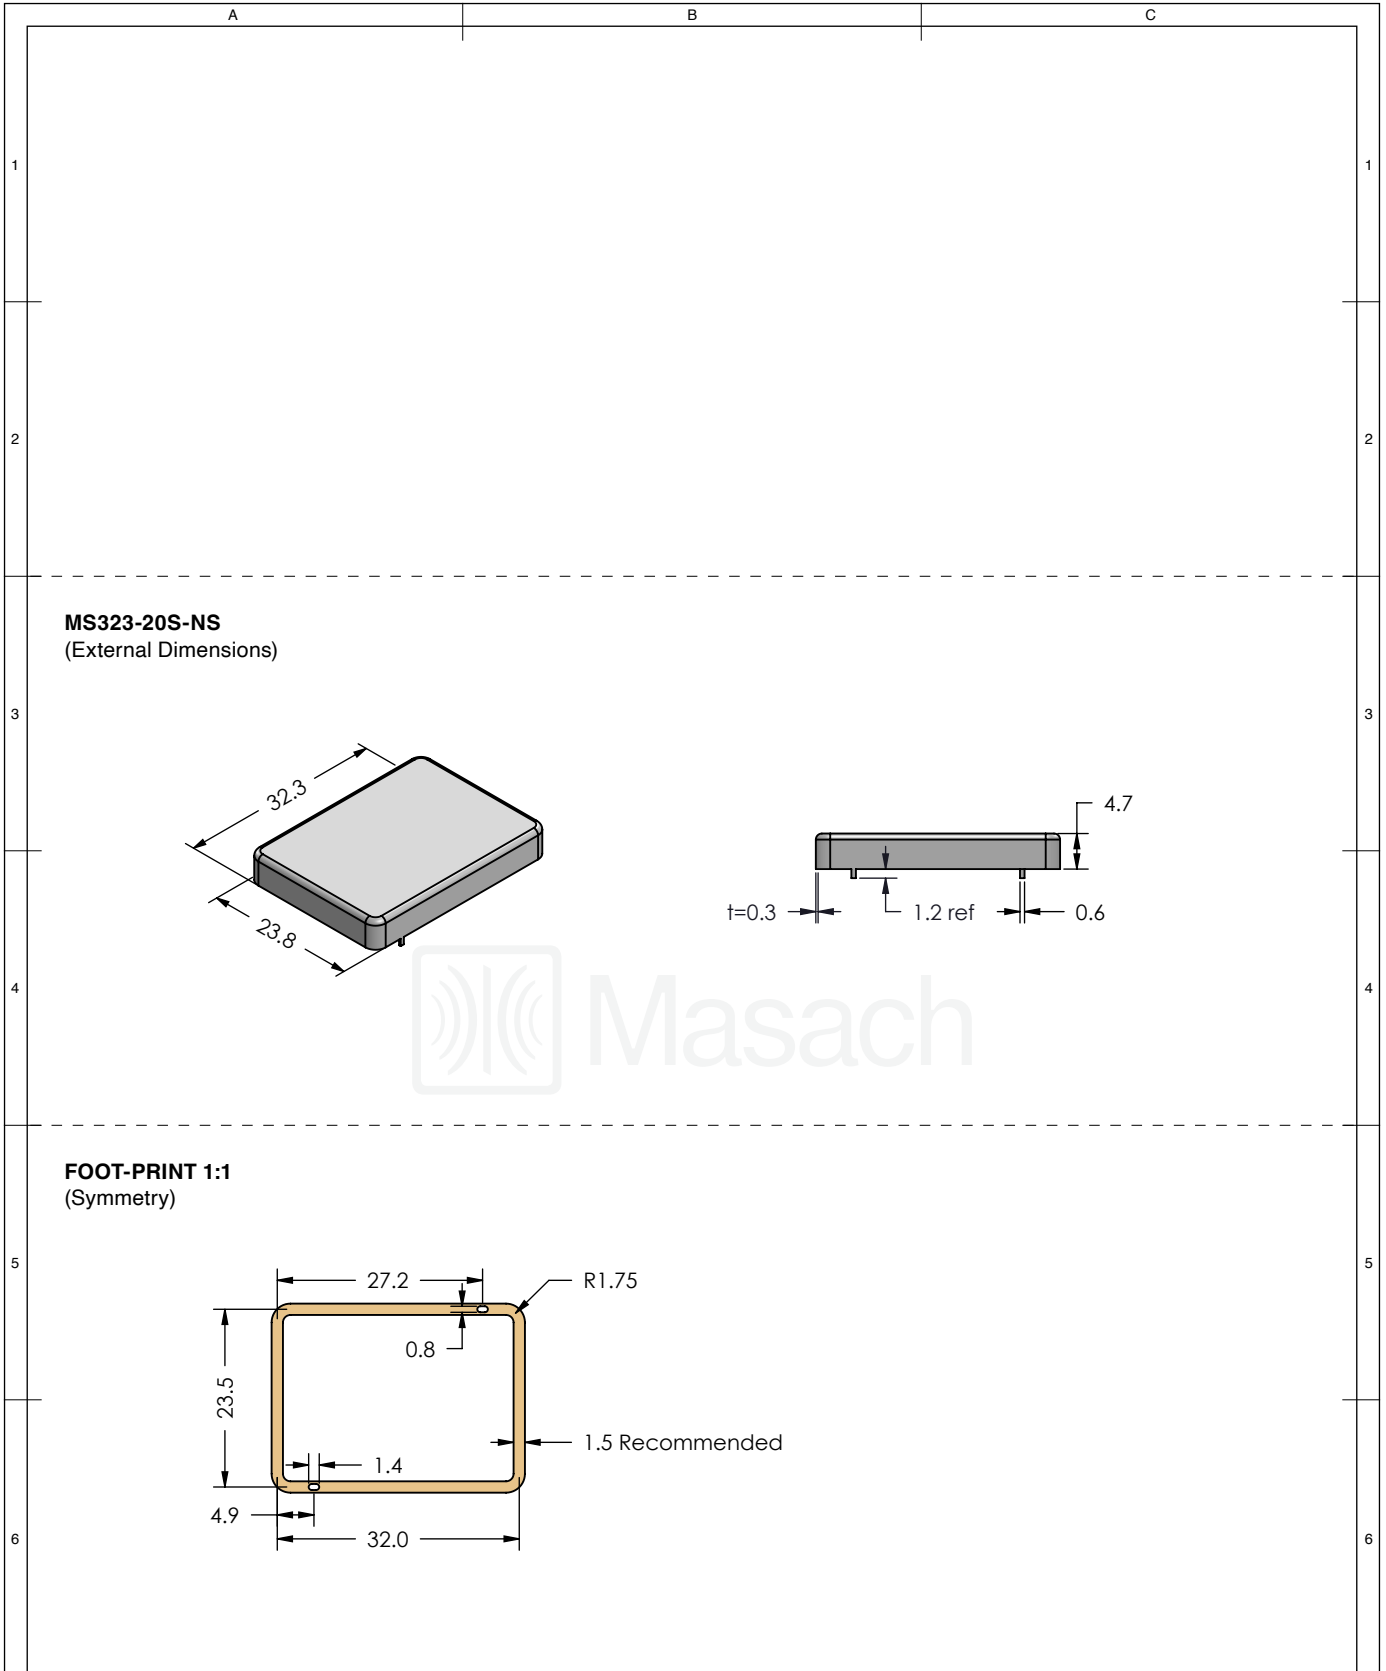 A
B
C
1
1
2
2
MS323-20S-NS
(External Dimensions)
3
3
32.3
4.7
t=0.3
1.2 ref
0.6
23.8
4
4
Masach
FOOT-PRINT 1:1
(Symmetry)
5
5
27.2
R1.75
0.8
23.5
1.5 Recommended
1.4
4.9
32.0
6
6